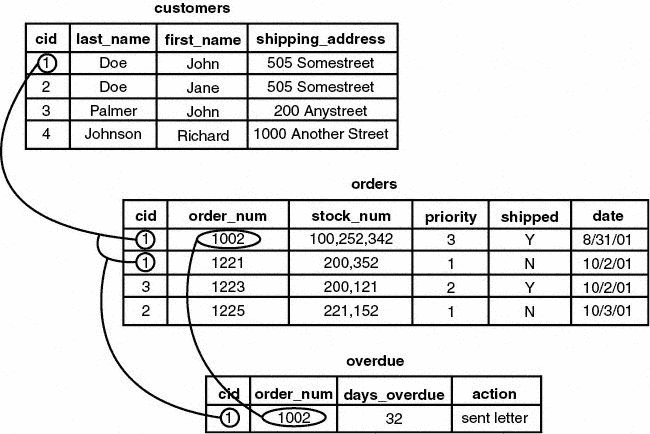 customers
cid last_name first_name shipping_address
1 Doe John 505 Somestreet
2 Doe Jane 505 Somestreet
3 Palmer John 200 Anystreet
4 Johnson Richard 1000 Another Street
orders
cid order_num stock_num priority shipped date
1 1002 100,252,342 3 Y 8/31/01
1 1221 200,352 1 N 10/2/01
3 1223 200,121 2 Y 10/2/01
2 1225 221,152 1 N 10/3/01
overdue
cid order_num days_overdue action
1 1002 32 sent letter